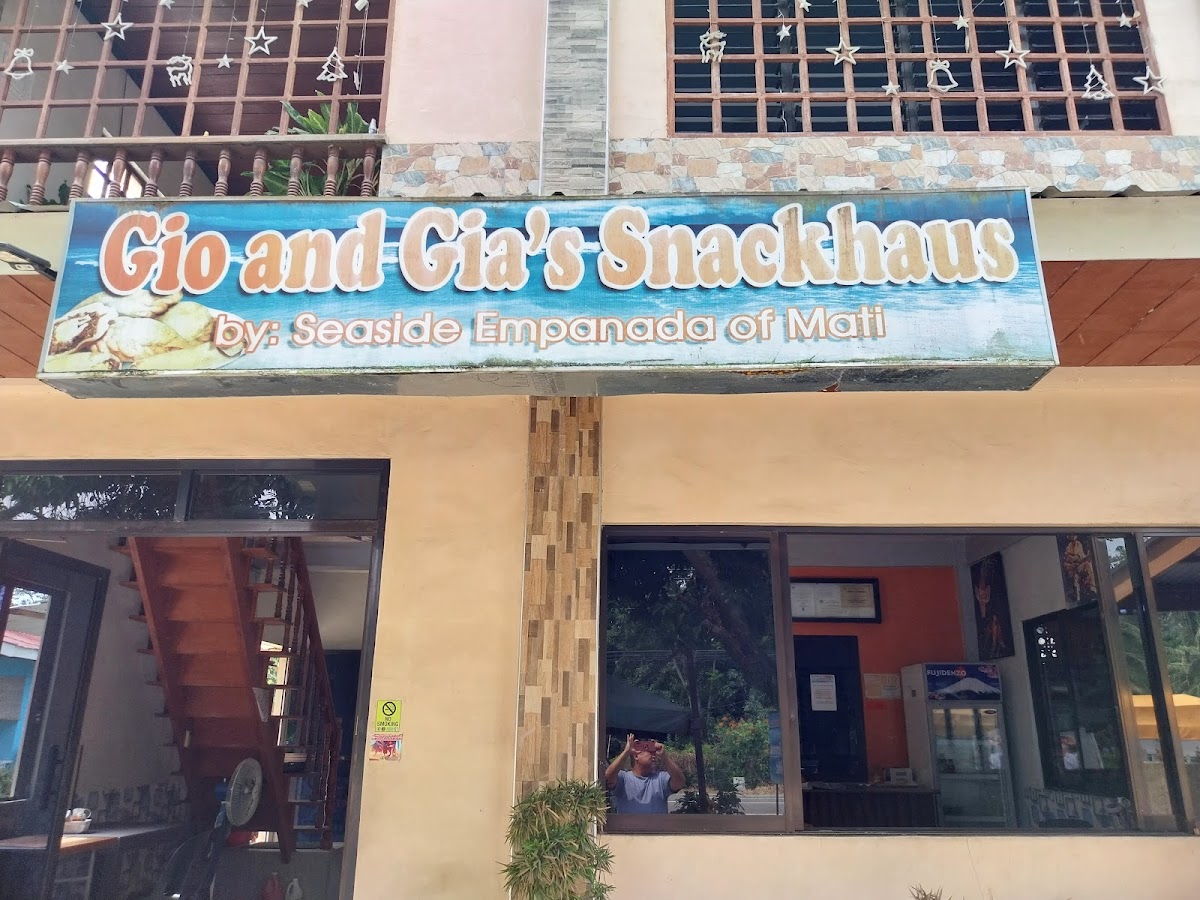 Gio and Gia's Snackhaus
by: Seaside Empanada of Mati
FUJIDENZO
NO
SMOKING